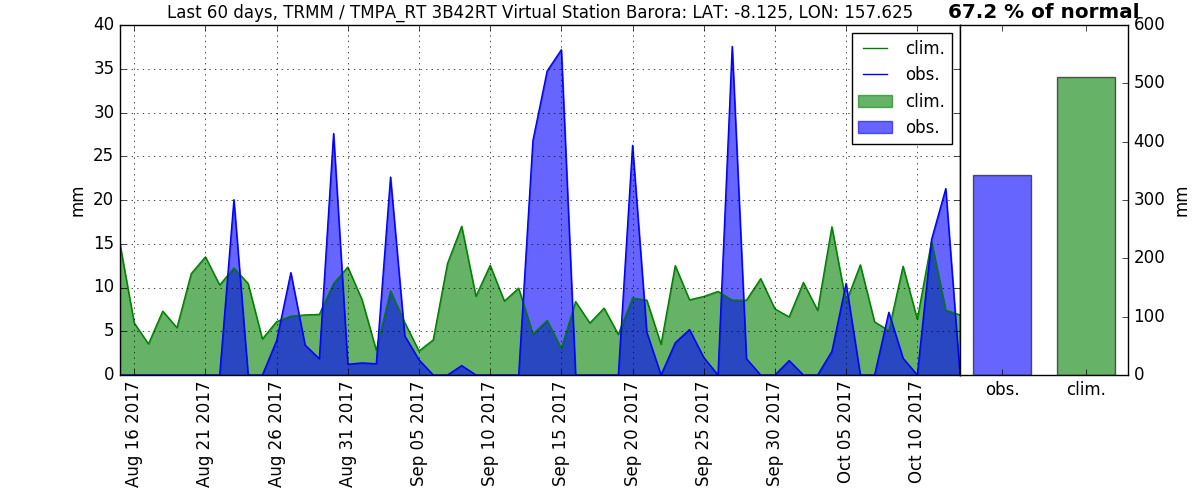 Last 60 days, TRMM / TMPA_RT 3B42RT Virtual Station Barora: LAT: -8.125, LON: 157.625
67.2 % of normal
40
35
30
25
20
15
10
5
0
mm
clim.
obs.
clim.
obs.
600
500
400
300
200
100
0
mm
Aug 16 2017
Aug 21 2017
Aug 26 2017
Aug 31 2017
Sep 05 2017
Sep 10 2017
Sep 15 2017
Sep 20 2017
Sep 25 2017
Sep 30 2017
Oct 05 2017
Oct 10 2017
obs.
clim.